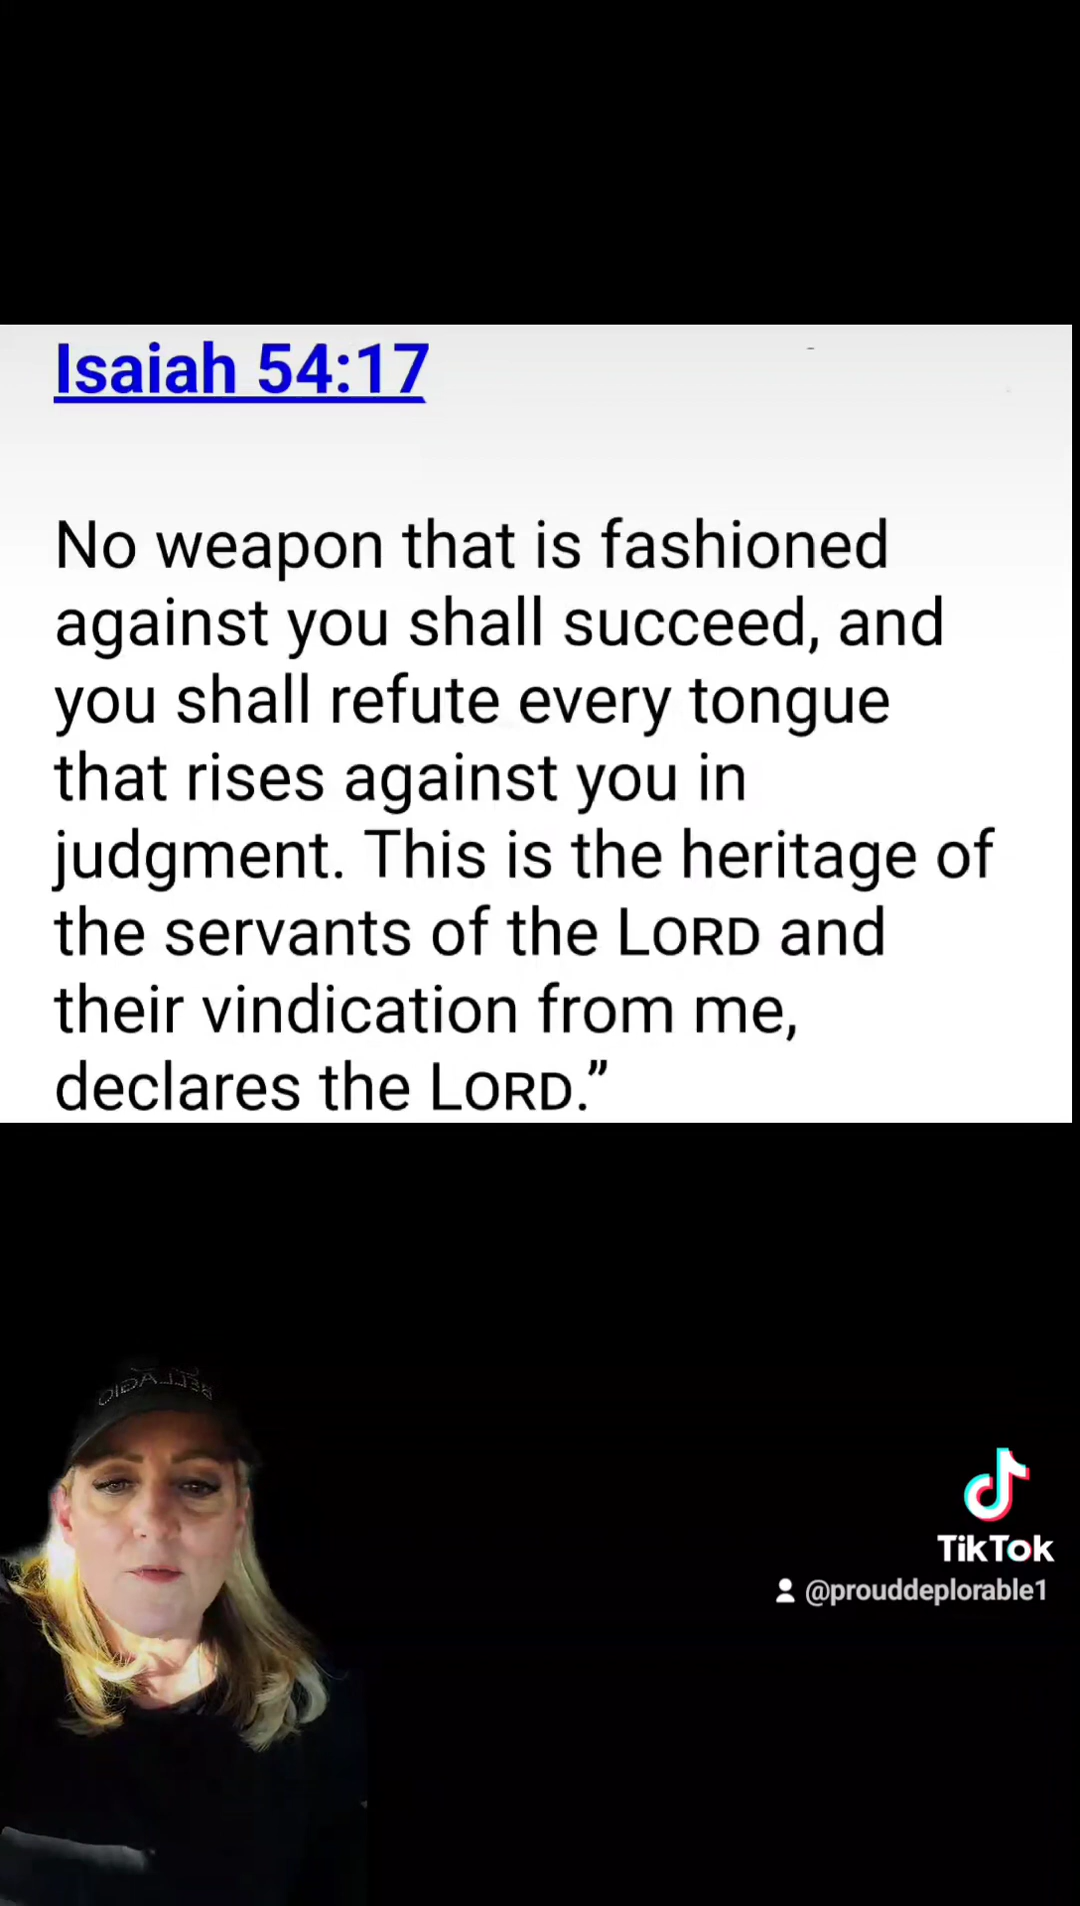 Isaiah 54:17
No weapon that is fashioned
against you shall succeed, and
you shall refute every tongue
that rises against you in
judgment. This is the heritage of
the servants of the LORD and
their vindication from me,
declares the LORD.”
BELLAGIO
TikTok
@prouddeplorable1